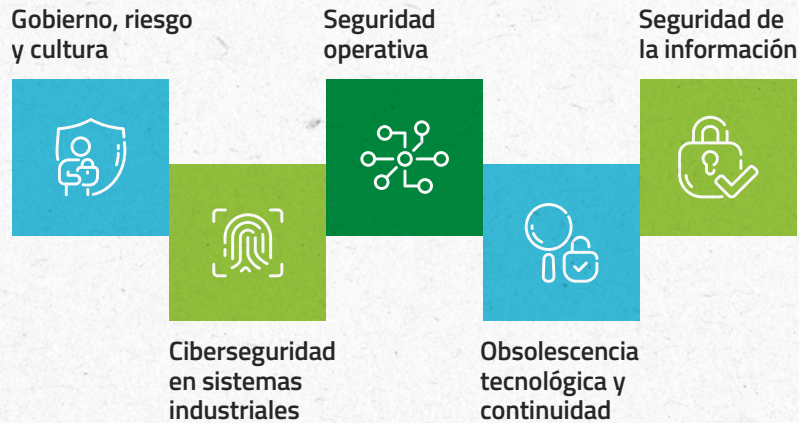 Gobierno, riesgo
y cultura
Ciberseguridad
en sistemas
industriales
Seguridad
operativa
Obsolescencia
tecnológica y
continuidad
Seguridad de
la información